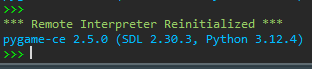 >>>
*** Remote Interpreter Reinitialized ***
pygame-ce 2.5.0 (SDL 2.30.3, Python 3.12.4)
>>>